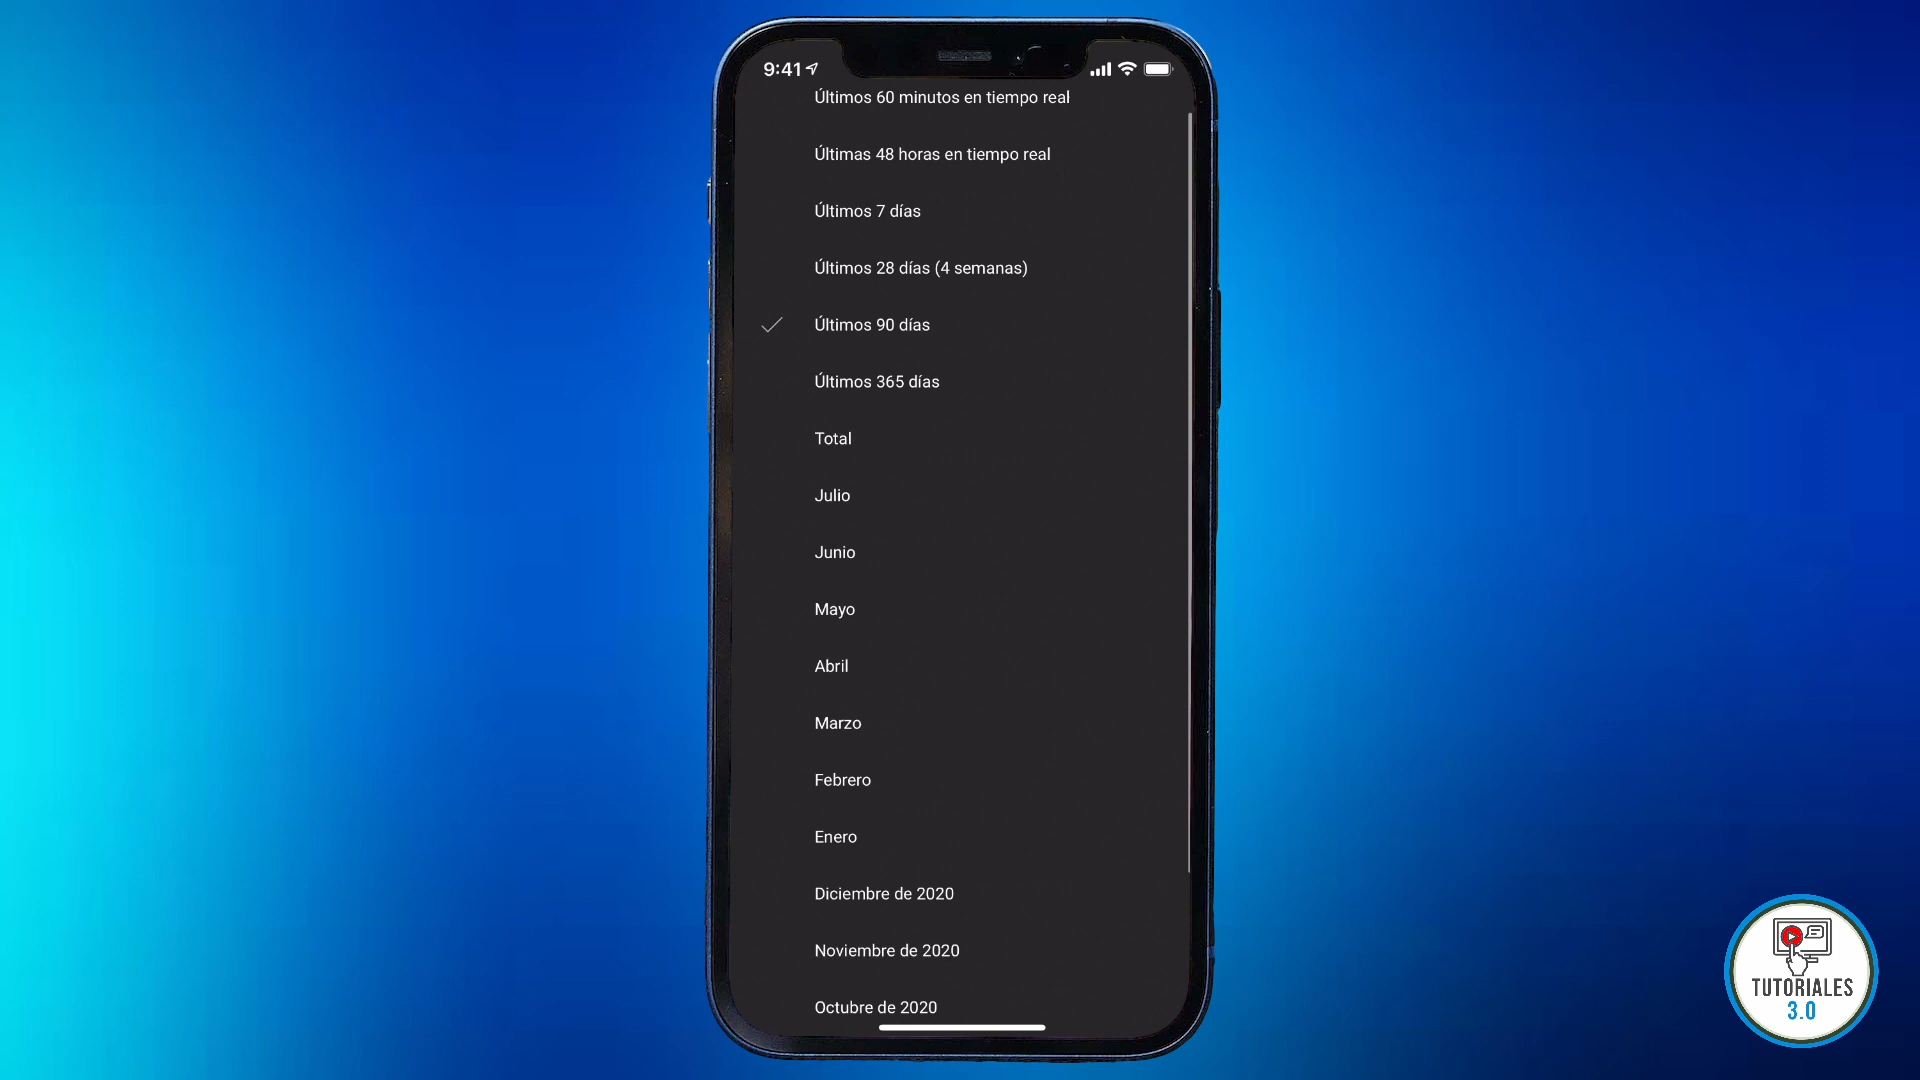 9:41
Últimos 60 minutos en tiempo real
Últimas 48 horas en tiempo real
Últimos 7 días
Últimos 28 días (4 semanas)
Últimos 90 días
Últimos 365 días
Total
Julio
Junio
Mayo
Abril
Marzo
Febrero
Enero
Diciembre de 2020
Noviembre de 2020
Octubre de 2020
TUTORIALES
3.0